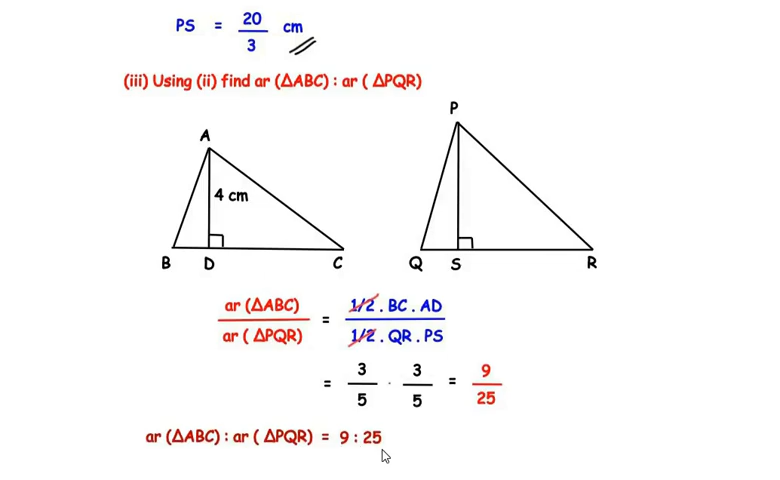 PS = 20/3 cm
(iii) Using (ii) find ar (ΔABC) : ar ( ΔPQR)
P
A
4 cm
B D C Q S R
ar (ΔABC) / ar ( ΔPQR) = 1/2 . BC . AD / 1/2 . QR . PS
= 3/5 . 3/5 = 9/25
ar (ΔABC) : ar ( ΔPQR) = 9 : 25